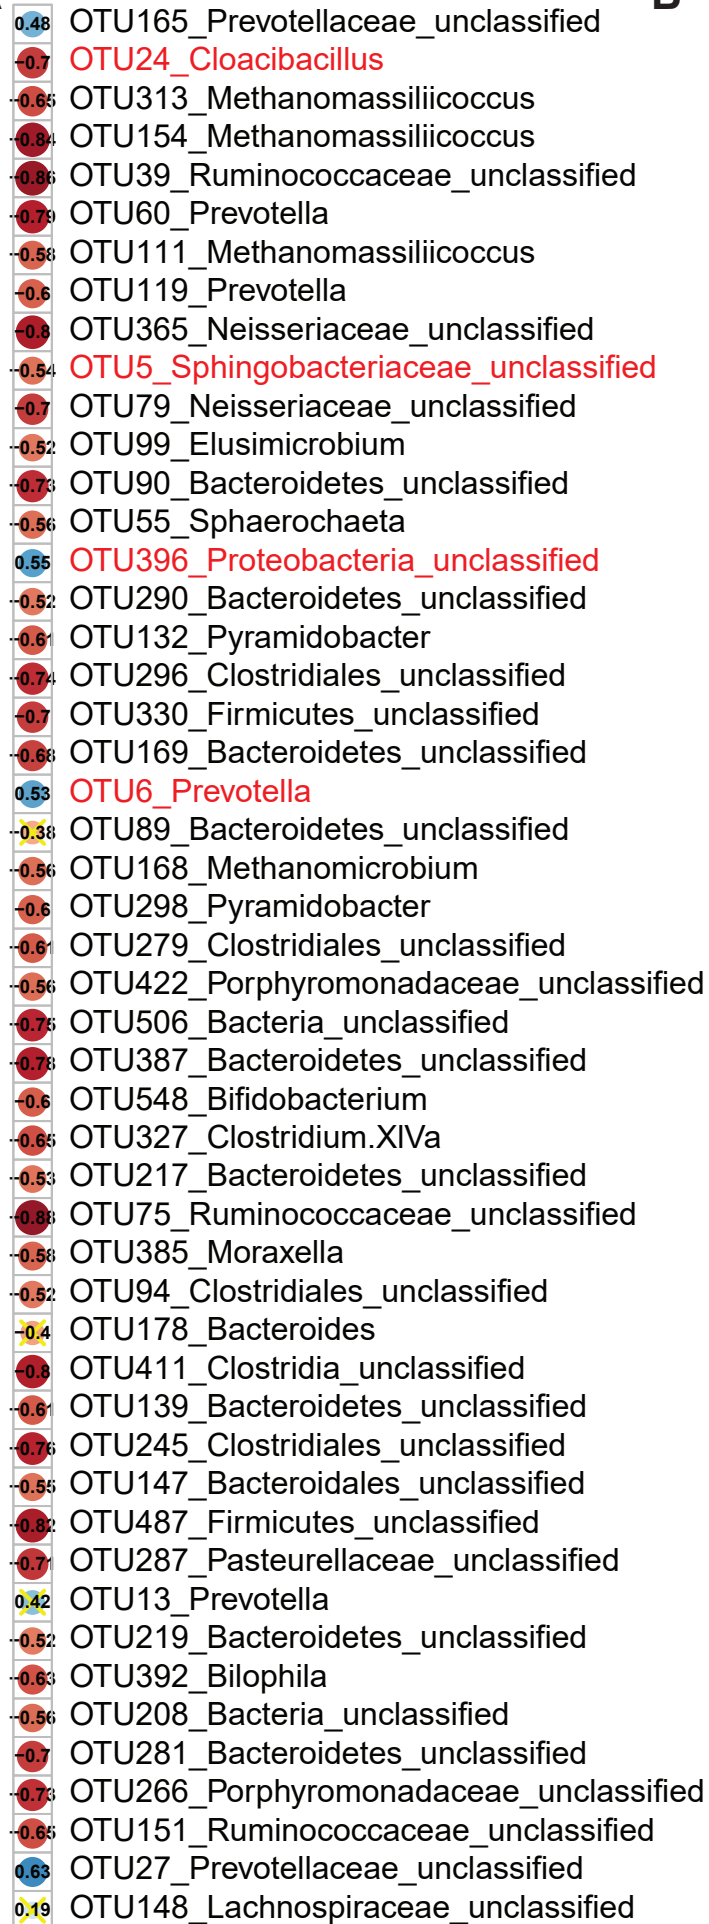 0.48 OTU165_Prevotellaceae_unclassified
−0.7 OTU24_Cloacibacillus
−0.65 OTU313_Methanomassiliicoccus
−0.84 OTU154_Methanomassiliicoccus
−0.86 OTU39_Ruminococcaceae_unclassified
−0.79 OTU60_Prevotella
−0.58 OTU111_Methanomassiliicoccus
−0.6 OTU119_Prevotella
−0.8 OTU365_Neisseriaceae_unclassified
−0.54 OTU5_Sphingobacteriaceae_unclassified
−0.7 OTU79_Neisseriaceae_unclassified
−0.52 OTU99_Elusimicrobium
−0.73 OTU90_Bacteroidetes_unclassified
−0.56 OTU55_Sphaerochaeta
0.55 OTU396_Proteobacteria_unclassified
−0.52 OTU290_Bacteroidetes_unclassified
−0.61 OTU132_Pyramidobacter
−0.74 OTU296_Clostridiales_unclassified
−0.7 OTU330_Firmicutes_unclassified
−0.68 OTU169_Bacteroidetes_unclassified
0.53 OTU6_Prevotella
−0.38 OTU89_Bacteroidetes_unclassified
−0.56 OTU168_Methanomicrobium
−0.6 OTU298_Pyramidobacter
−0.61 OTU279_Clostridiales_unclassified
−0.56 OTU422_Porphyromonadaceae_unclassified
−0.75 OTU506_Bacteria_unclassified
−0.78 OTU387_Bacteroidetes_unclassified
−0.6 OTU548_Bifidobacterium
−0.65 OTU327_Clostridium.XIVa
−0.53 OTU217_Bacteroidetes_unclassified
−0.88 OTU75_Ruminococcaceae_unclassified
−0.58 OTU385_Moraxella
−0.52 OTU94_Clostridiales_unclassified
−0.4 OTU178_Bacteroides
−0.8 OTU411_Clostridia_unclassified
−0.61 OTU139_Bacteroidetes_unclassified
−0.76 OTU245_Clostridiales_unclassified
−0.55 OTU147_Bacteroidales_unclassified
−0.82 OTU487_Firmicutes_unclassified
−0.71 OTU287_Pasteurellaceae_unclassified
0.42 OTU13_Prevotella
−0.52 OTU219_Bacteroidetes_unclassified
−0.63 OTU392_Bilophila
−0.56 OTU208_Bacteria_unclassified
−0.7 OTU281_Bacteroidetes_unclassified
−0.73 OTU266_Porphyromonadaceae_unclassified
−0.65 OTU151_Ruminococcaceae_unclassified
0.63 OTU27_Prevotellaceae_unclassified
0.19 OTU148_Lachnospiraceae_unclassified